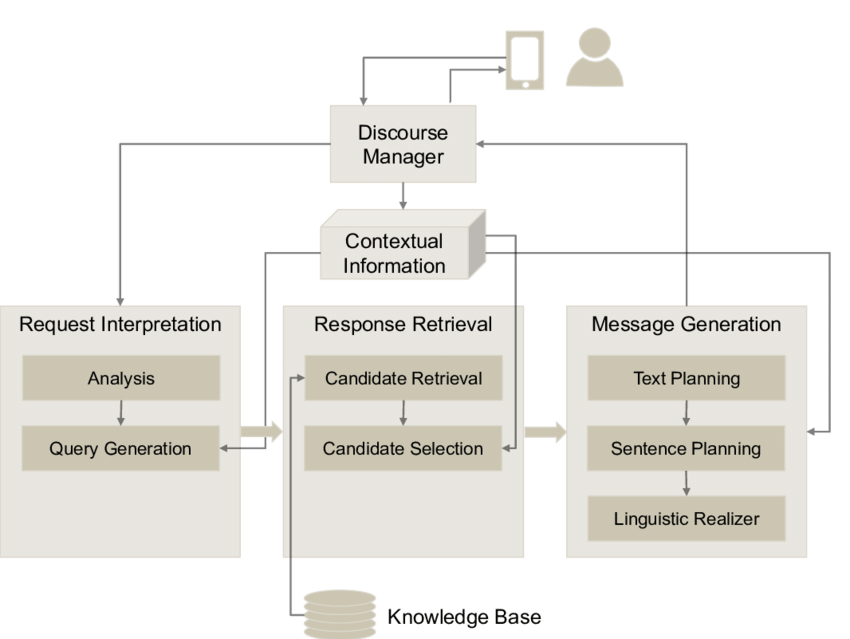 Discourse
Manager
Contextual
Information
Request Interpretation
Analysis
Query Generation
Response Retrieval
Candidate Retrieval
Candidate Selection
Message Generation
Text Planning
Sentence Planning
Linguistic Realizer
Knowledge Base